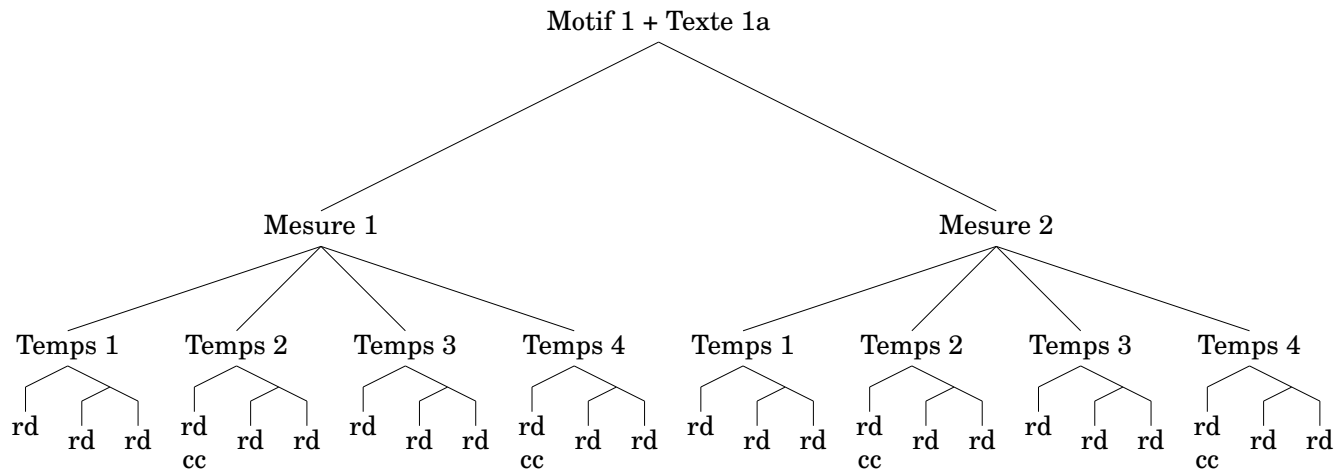 Motif 1 + Texte 1a
Mesure 1 Mesure 2
Temps 1 Temps 2 Temps 3 Temps 4 Temps 1 Temps 2 Temps 3 Temps 4
rd rd rd rd rd rd rd rd rd rd rd rd rd rd rd rd rd rd rd rd rd rd rd rd
cc cc cc cc